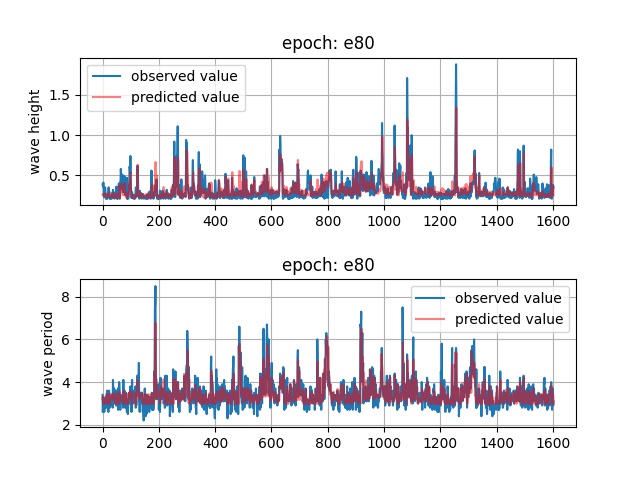 epoch: e80
observed value
predicted value
wave height
1.5
1.0
0.5
0 200 400 600 800 1000 1200 1400 1600
epoch: e80
observed value
predicted value
wave period
8
6
4
2
0 200 400 600 800 1000 1200 1400 1600